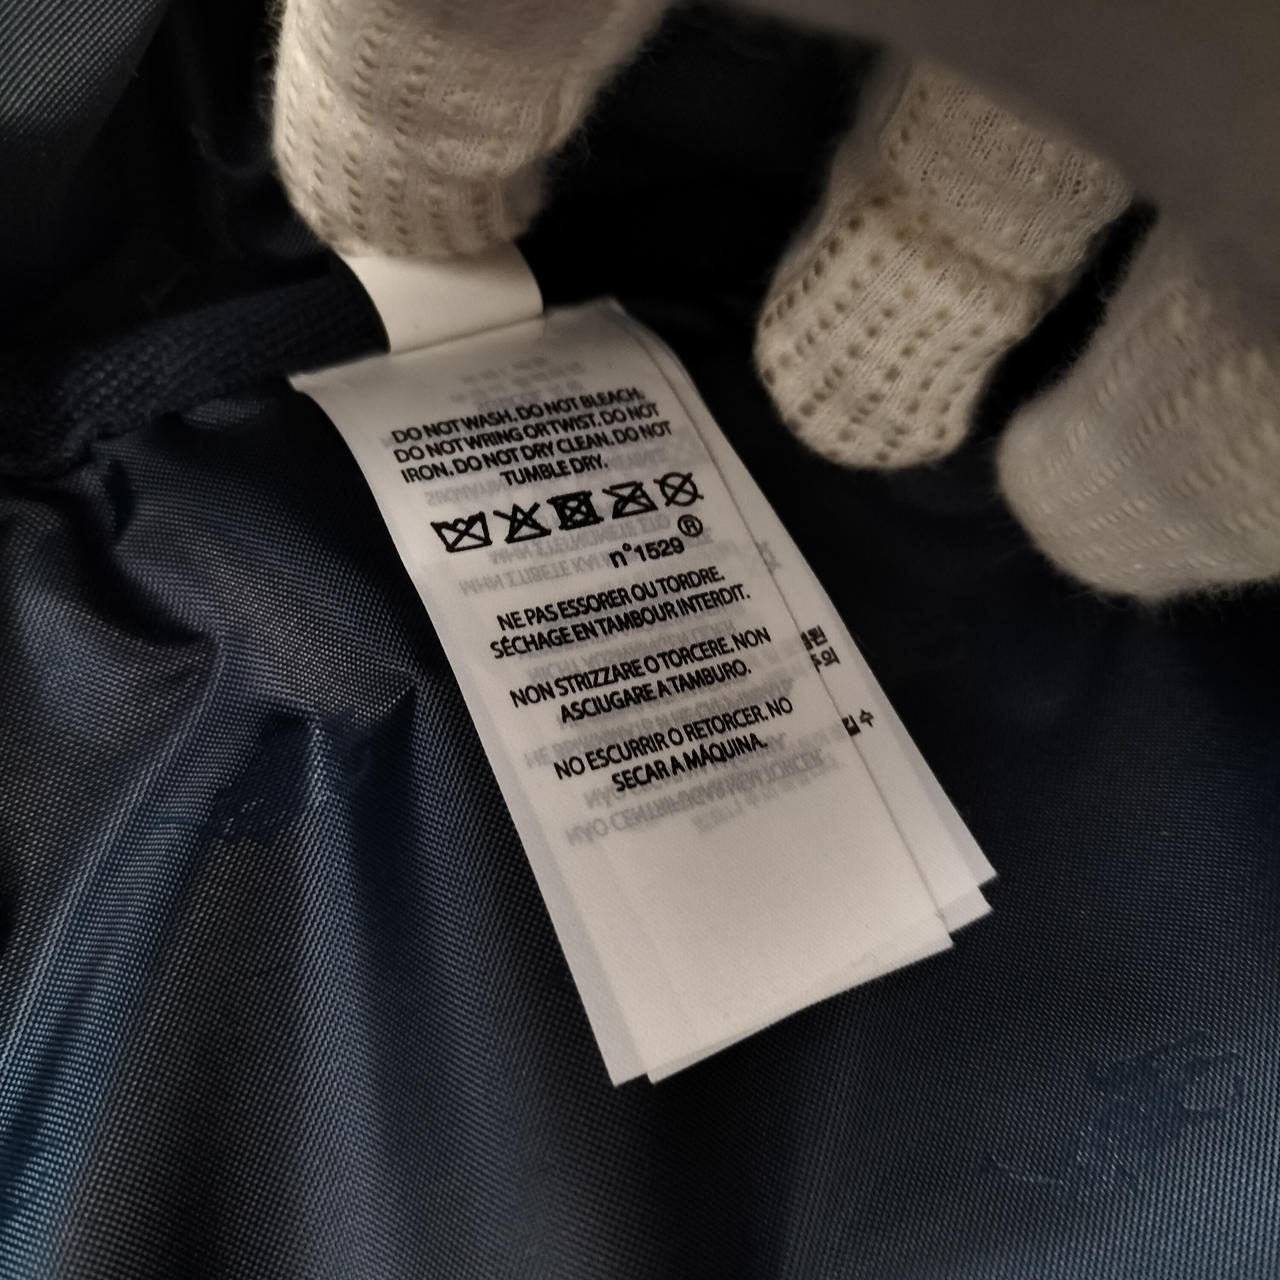 DO NOT WASH. DO NOT BLEACH.
DO NOT WRING OR TWIST. DO NOT
IRON. DO NOT DRY CLEAN. DO NOT
TUMBLE DRY.
n°1529®
NE PAS ESSORER OU TORDRE.
SÉCHAGE EN TAMBOUR INTERDIT.
NON STRIZZARE O TORCERE. NON
ASCIUGARE A TAMBURO.
NO ESCURRIR O RETORCER. NO
SECAR A MÁQUINA.